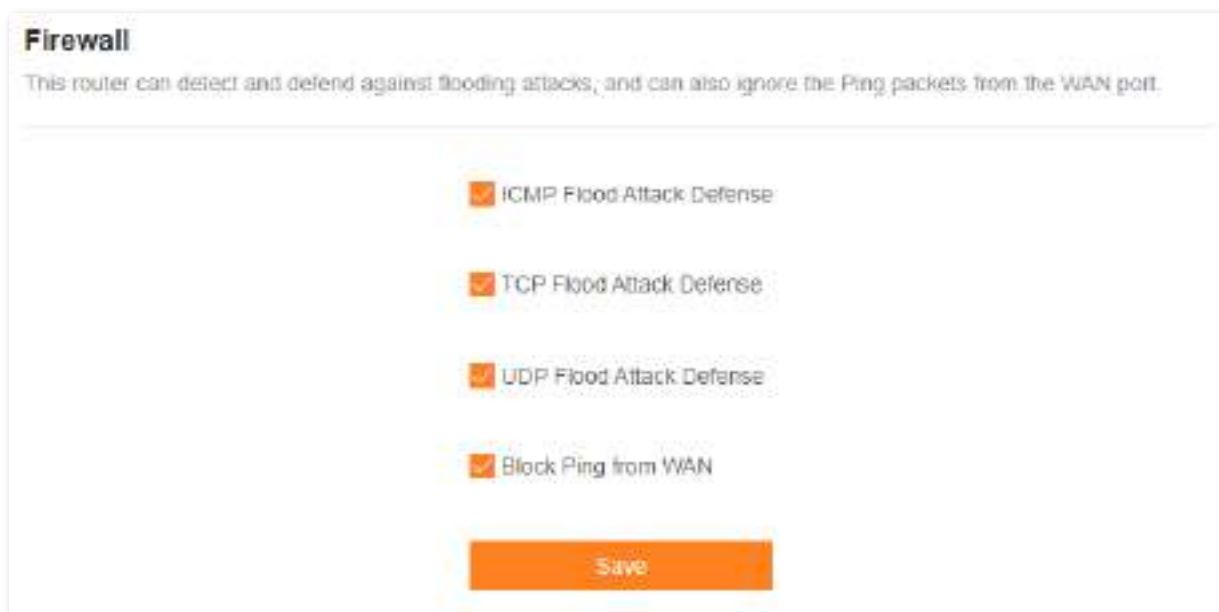 Firewall
This router can detect and defend against flooding attacks, and can also ignore the Ping packets from the WAN port.
ICMP Flood Attack Defense
TCP Flood Attack Defense
UDP Flood Attack Defense
Block Ping from WAN
Save